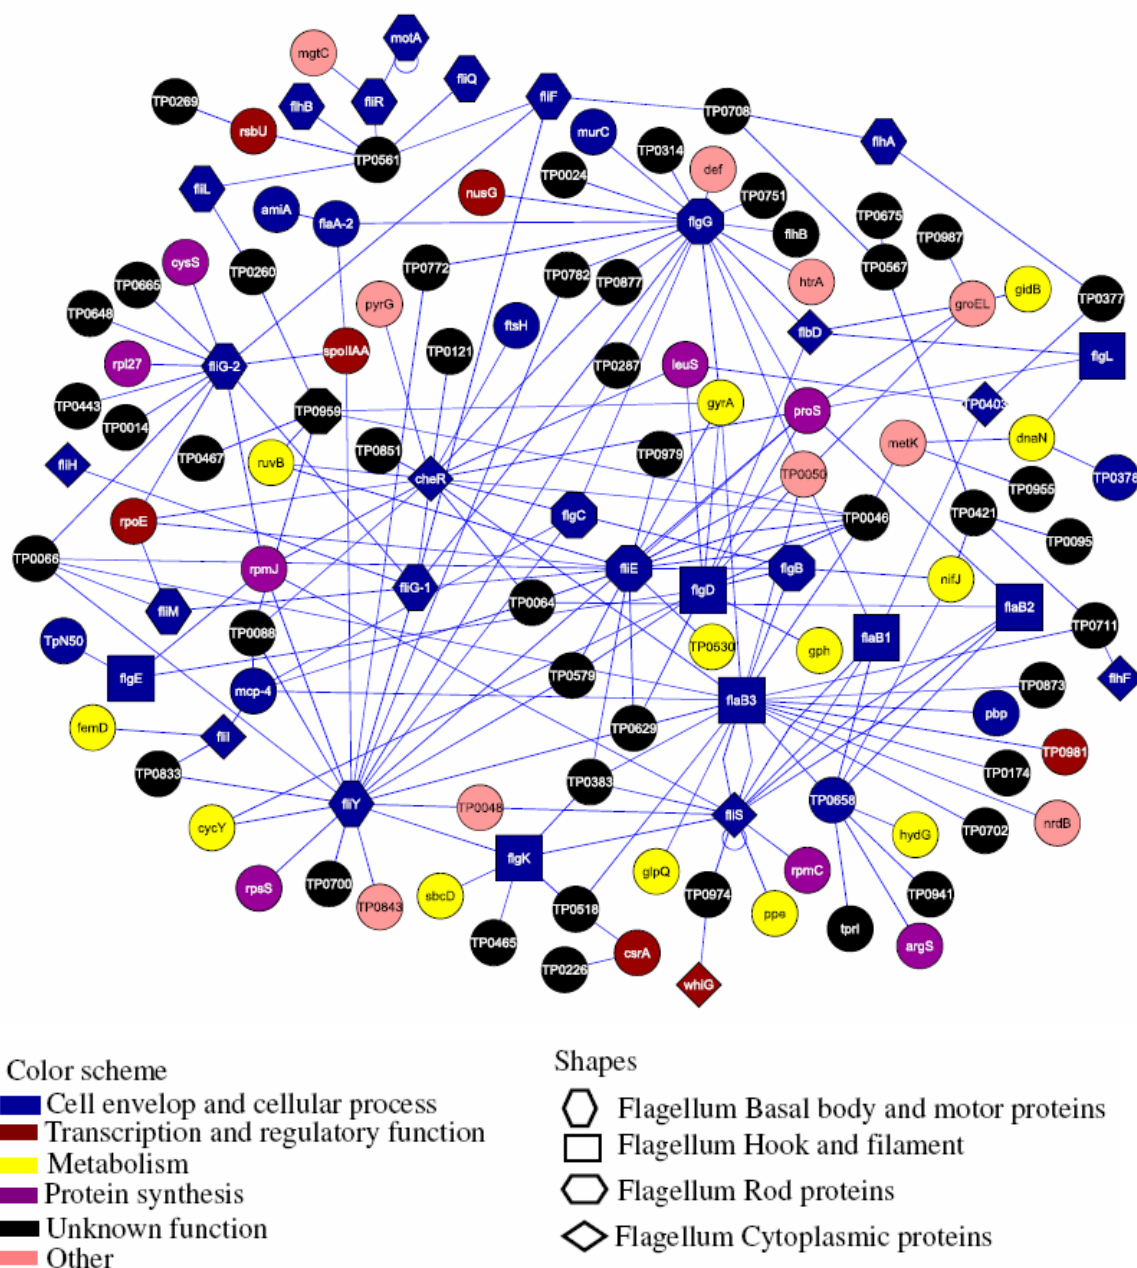 motA
mgtC
fliQ
TP0269
flhB
fliR
fliF
TP0708
rsbU
murC
flhA
TP0561
TP0314
def
fliL
TP0024
nusG
TP0751
amiA
flaA-2
flgG
TP0675
flhB
TP0987
cysS
TP0665
TP0260
TP0772
TP0782
TP0877
htrA
TP0567
gidB
TP0648
pyrG
groEL
TP0377
ftsH
flbD
rpl27
fliG-2
spoIIAA
TP0121
TP0287
leuS
flgL
TP0443
TP0014
TP0959
gyrA
proS
TP0403
TP0467
TP0851
TP0979
metK
dnaN
fliH
ruvB
cheR
TP0050
TP0955
TP0378
rpoE
flgC
TP0046
TP0421
TP0095
TP0066
rpmJ
fliG-1
fliE
flgD
flgB
nifJ
fliM
TP0064
flaB2
TpN50
TP0088
TP0530
gph
flaB1
TP0711
flgE
mcp-4
TP0579
flaB3
TP0873
flhF
femD
fliI
TP0629
pbp
TP0981
TP0833
TP0383
TP0174
cycY
fliY
TP0048
fliS
TP0658
TP0702
nrdB
hydG
rpsS
TP0700
TP0843
sbcD
flgK
glpQ
TP0974
rpmC
TP0941
TP0518
ppe
tprI
TP0465
TP0226
csrA
whiG
argS
Color scheme
Cell envelop and cellular process
Transcription and regulatory function
Metabolism
Protein synthesis
Unknown function
Other
Shapes
Flagellum Basal body and motor proteins
Flagellum Hook and filament
Flagellum Rod proteins
Flagellum Cytoplasmic proteins